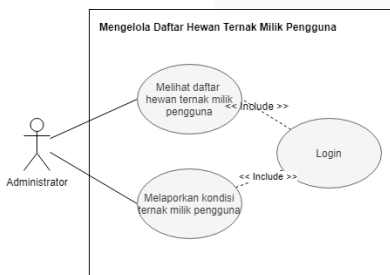 Mengelola Daftar Hewan Ternak Milik Pengguna
Melihat daftar
hewan ternak milik
pengguna
<< Include >>
Login
<< Include >>
Administrator
Melaporkan kondisi
ternak milik pengguna